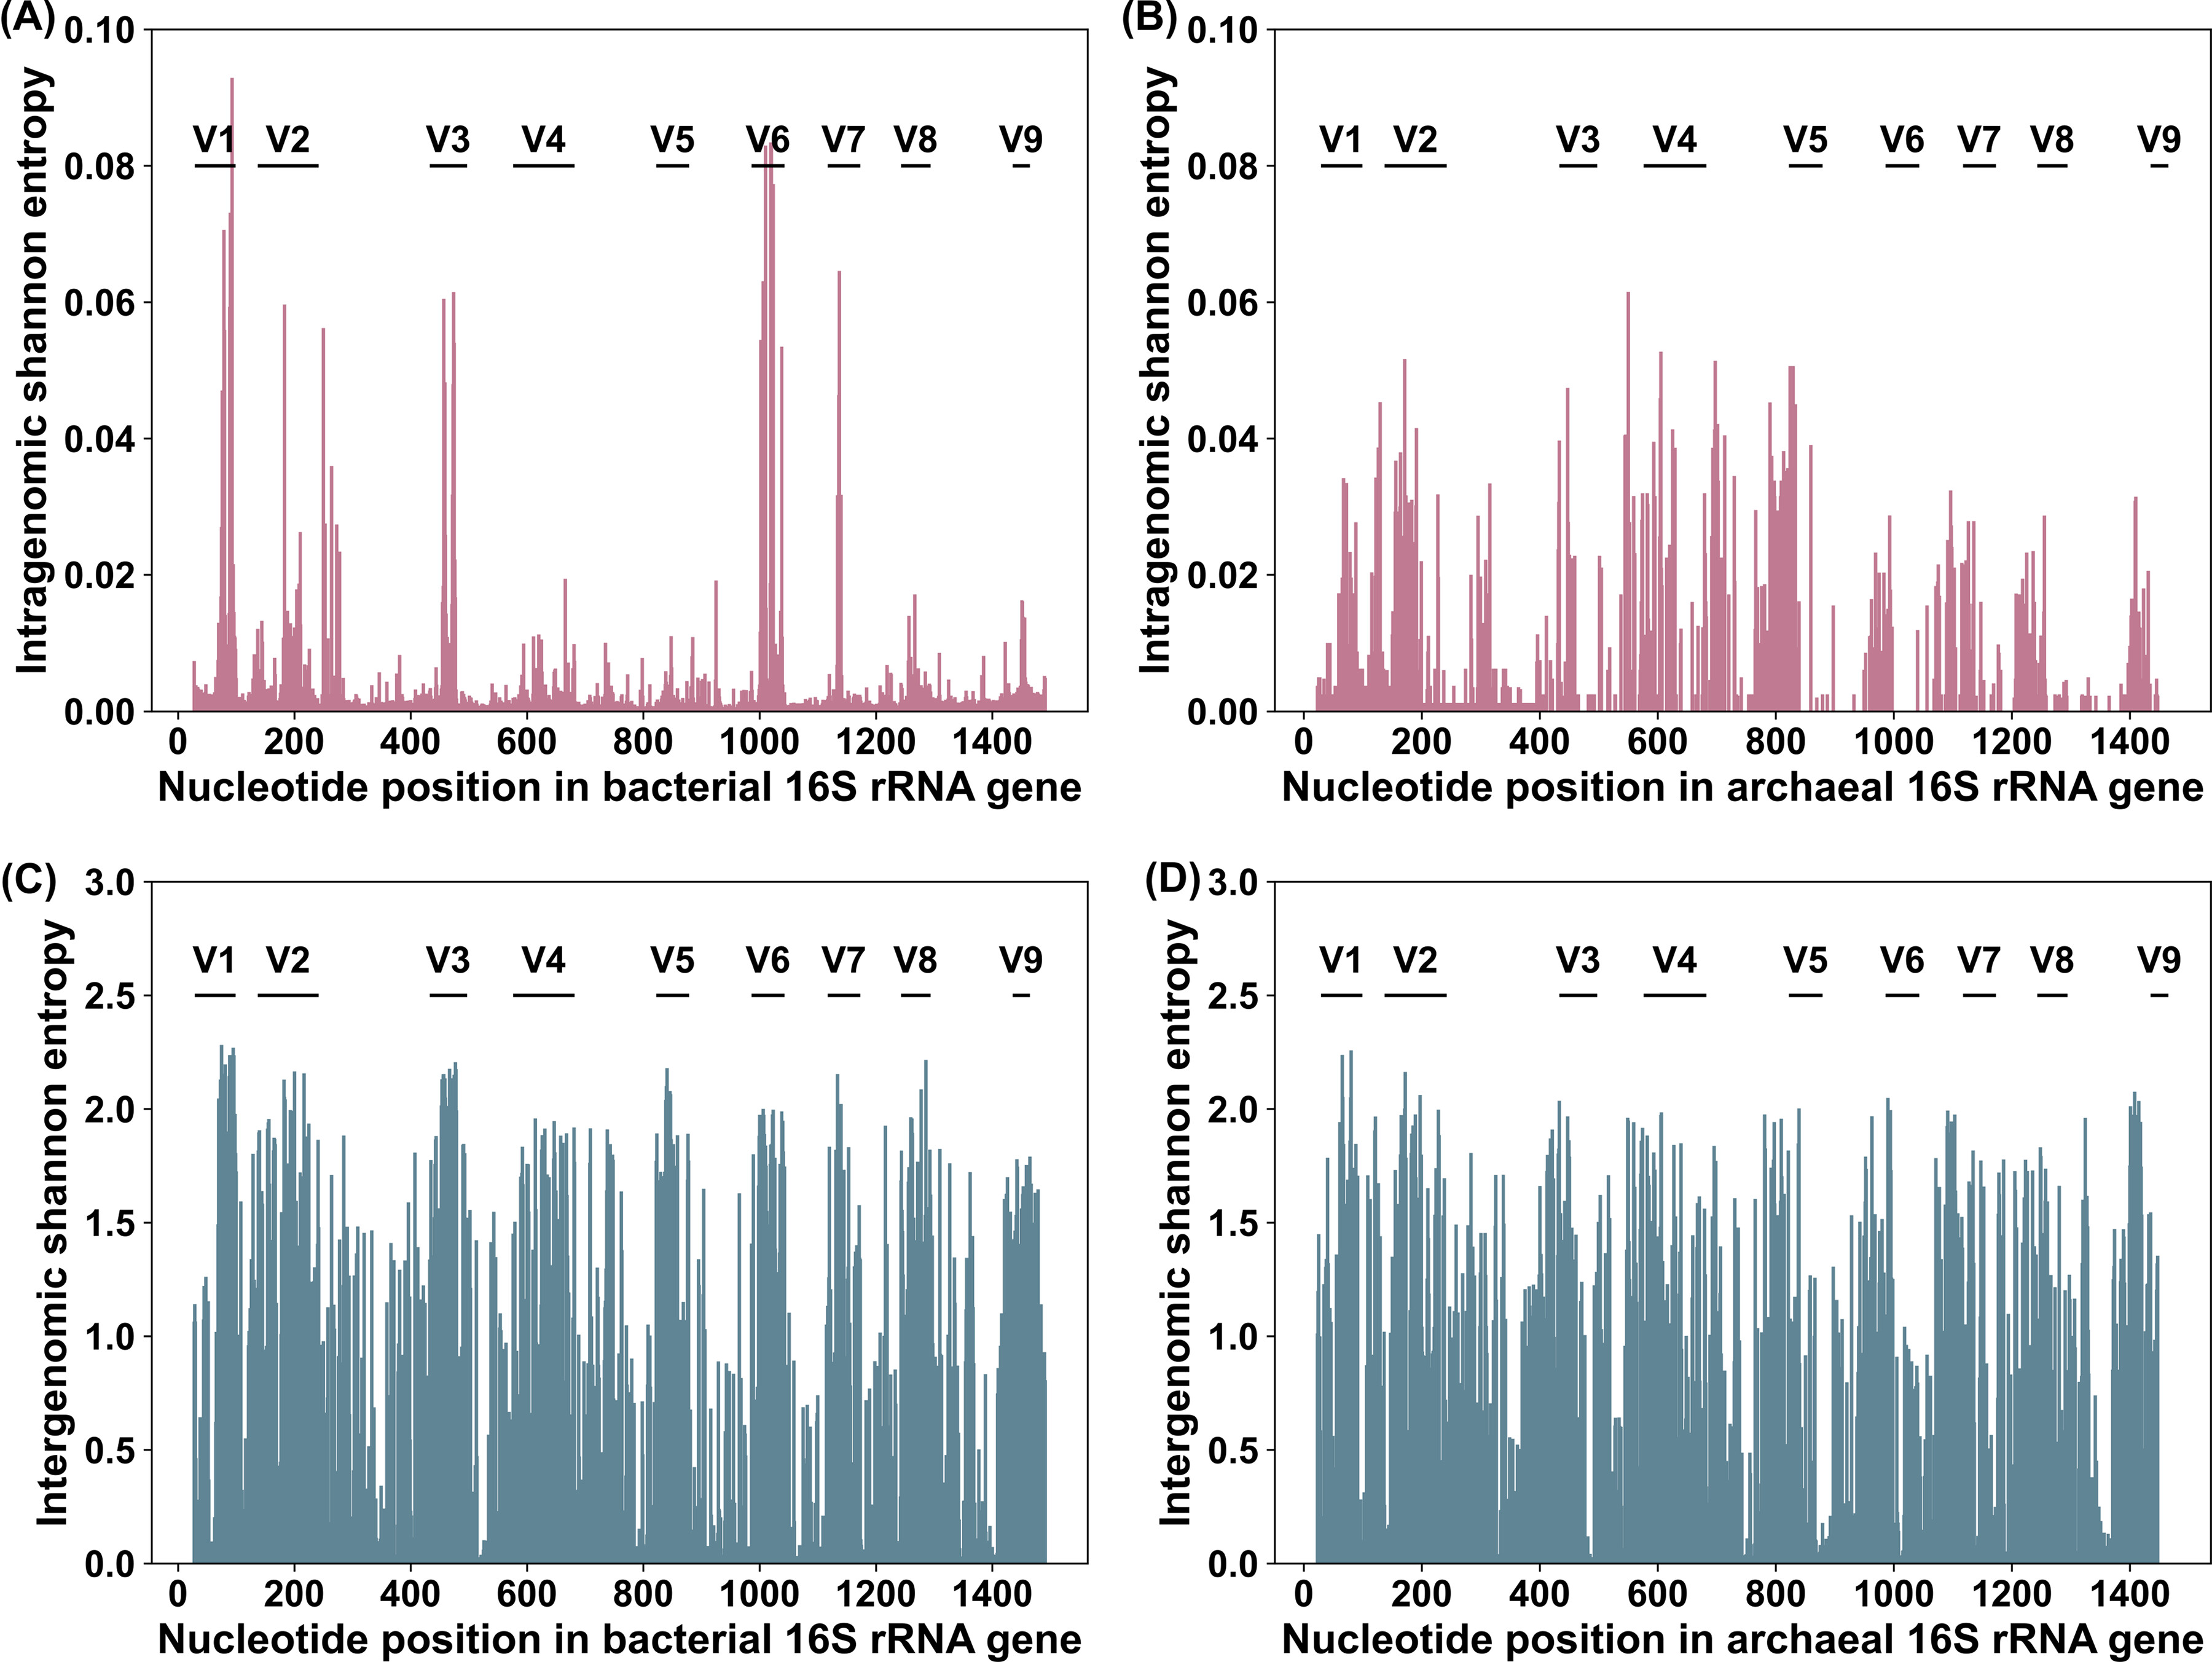 (A)
Intragenomic shannon entropy
0.10
0.08
0.06
0.04
0.02
0.00
V1 V2 V3 V4 V5 V6 V7 V8 V9
0 200 400 600 800 1000 1200 1400
Nucleotide position in bacterial 16S rRNA gene
(B)
Intragenomic shannon entropy
0.10
0.08
0.06
0.04
0.02
0.00
V1 V2 V3 V4 V5 V6 V7 V8 V9
0 200 400 600 800 1000 1200 1400
Nucleotide position in archaeal 16S rRNA gene
(C)
Intergenomic shannon entropy
3.0
2.5
2.0
1.5
1.0
0.5
0.0
V1 V2 V3 V4 V5 V6 V7 V8 V9
0 200 400 600 800 1000 1200 1400
Nucleotide position in bacterial 16S rRNA gene
(D)
Intergenomic shannon entropy
3.0
2.5
2.0
1.5
1.0
0.5
0.0
V1 V2 V3 V4 V5 V6 V7 V8 V9
0 200 400 600 800 1000 1200 1400
Nucleotide position in archaeal 16S rRNA gene